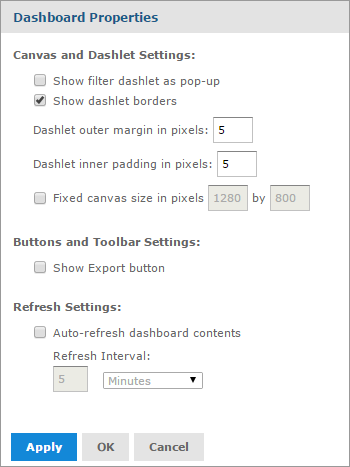 Dashboard Properties
Canvas and Dashlet Settings:
Show filter dashlet as pop-up
Show dashlet borders
Dashlet outer margin in pixels: 5
Dashlet inner padding in pixels: 5
Fixed canvas size in pixels 1280 by 800
Buttons and Toolbar Settings:
Show Export button
Refresh Settings:
Auto-refresh dashboard contents
Refresh Interval:
5 Minutes
Apply OK Cancel